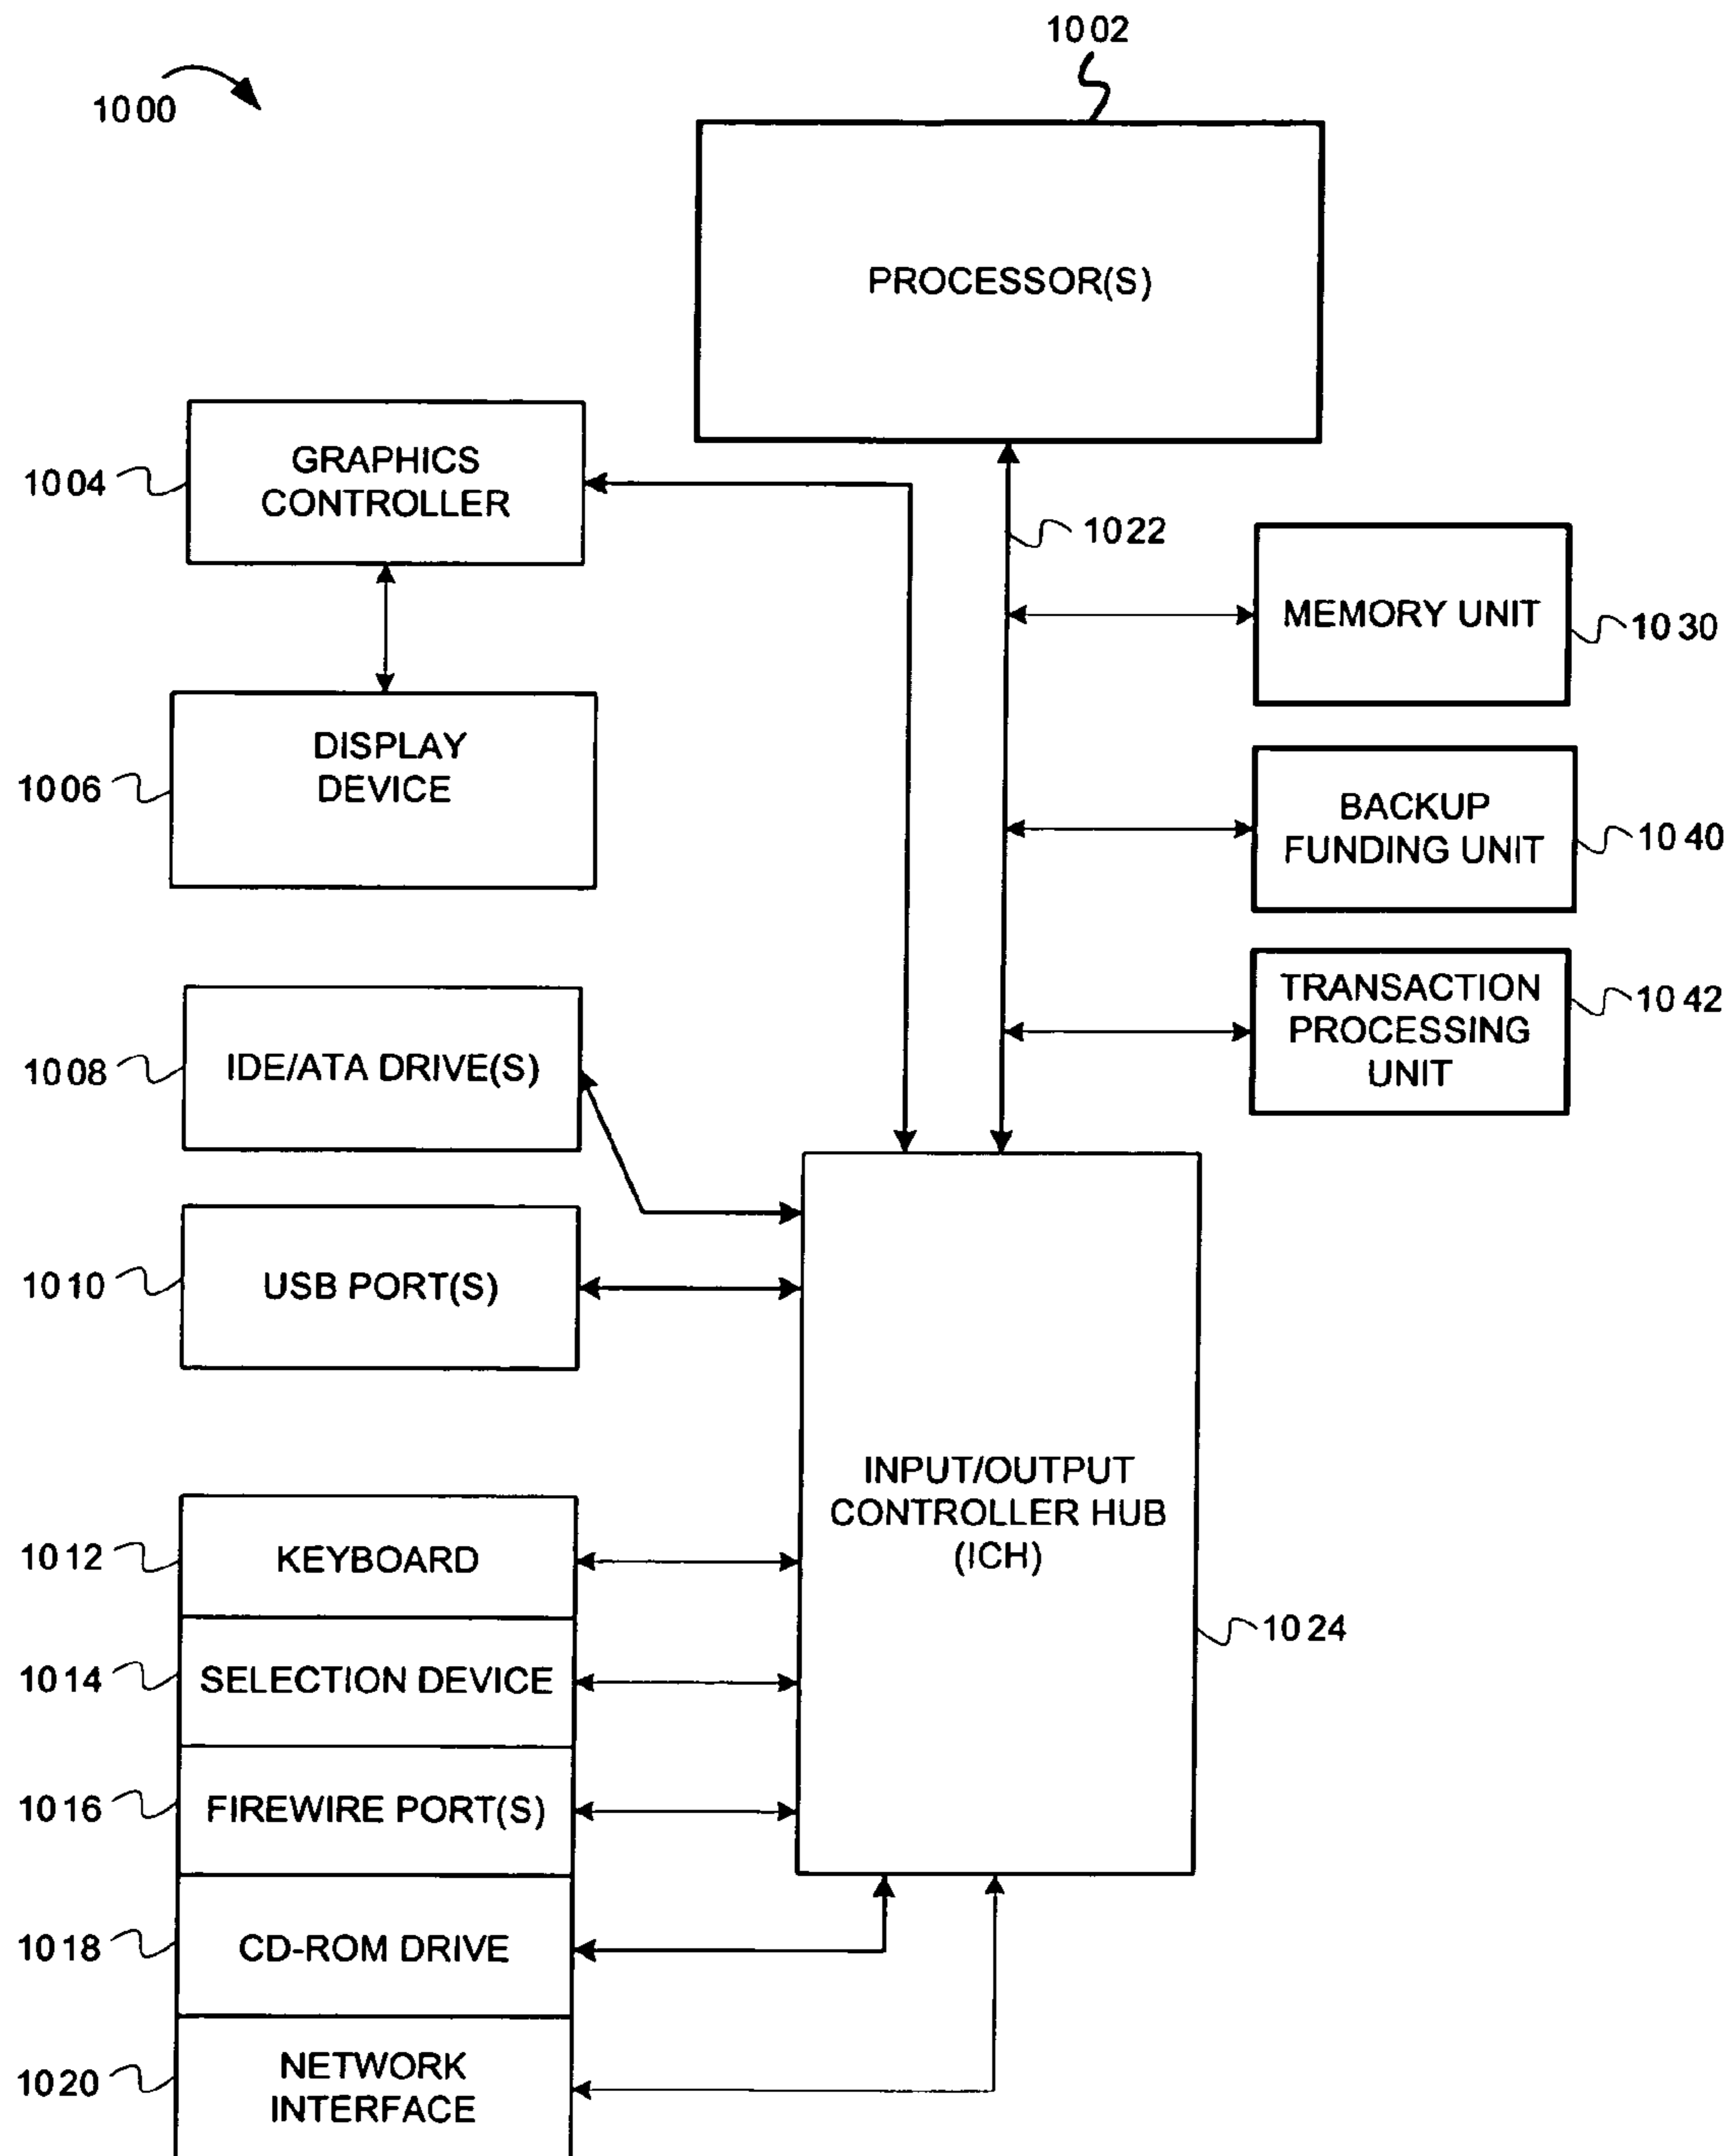 1002
1000
PROCESSOR(S)
1004
GRAPHICS
CONTROLLER
1022
MEMORY UNIT
1030
1006
DISPLAY
DEVICE
BACKUP
FUNDING UNIT
1040
1008
IDE/ATA DRIVE(S)
TRANSACTION
PROCESSING
UNIT
1042
1010
USB PORT(S)
INPUT/OUTPUT
CONTROLLER HUB
(ICH)
1024
1012
KEYBOARD
1014
SELECTION DEVICE
1016
FIREWIRE PORT(S)
1018
CD-ROM DRIVE
1020
NETWORK
INTERFACE